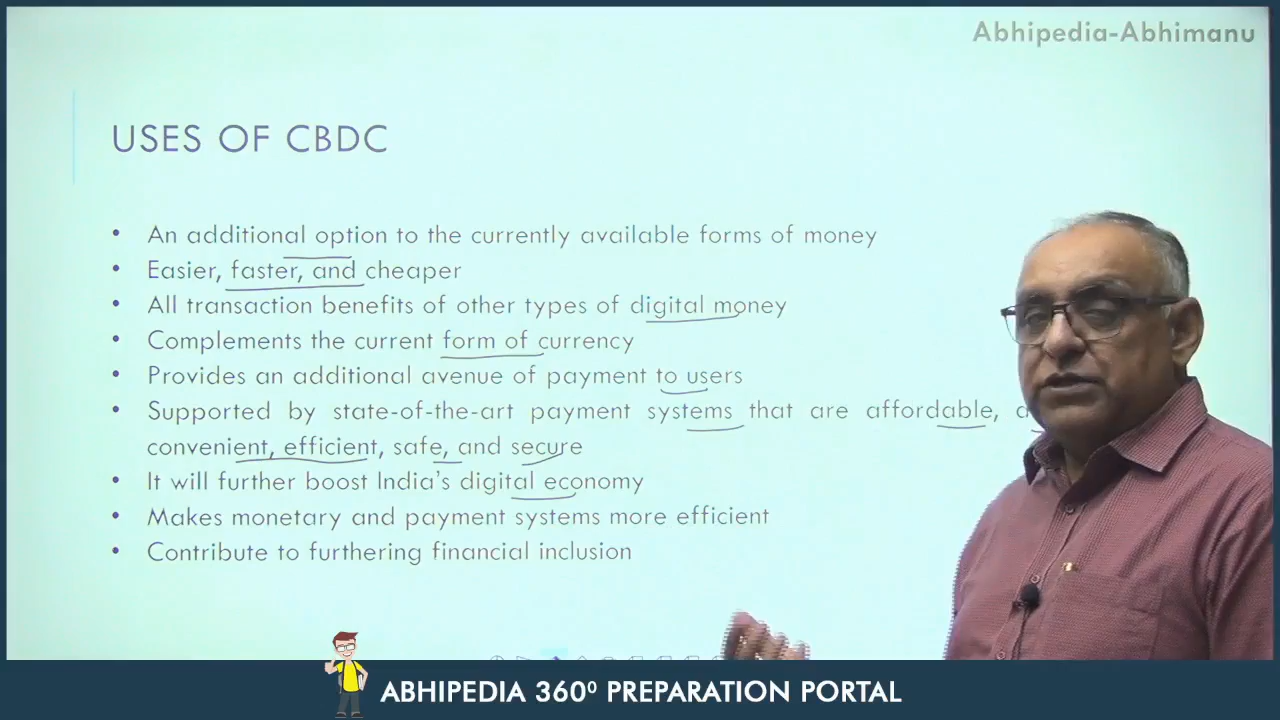 Abhipedia-Abhimanu
USES OF CBDC
• An additional option to the currently available forms of money
• Easier, faster, and cheaper
• All transaction benefits of other types of digital money
• Complements the current form of currency
• Provides an additional avenue of payment to users
• Supported by state-of-the-art payment systems that are affordable,
convenient, efficient, safe, and secure
• It will further boost India's digital economy
• Makes monetary and payment systems more efficient
• Contribute to furthering financial inclusion
ABHIPEDIA 360⁰ PREPARATION PORTAL